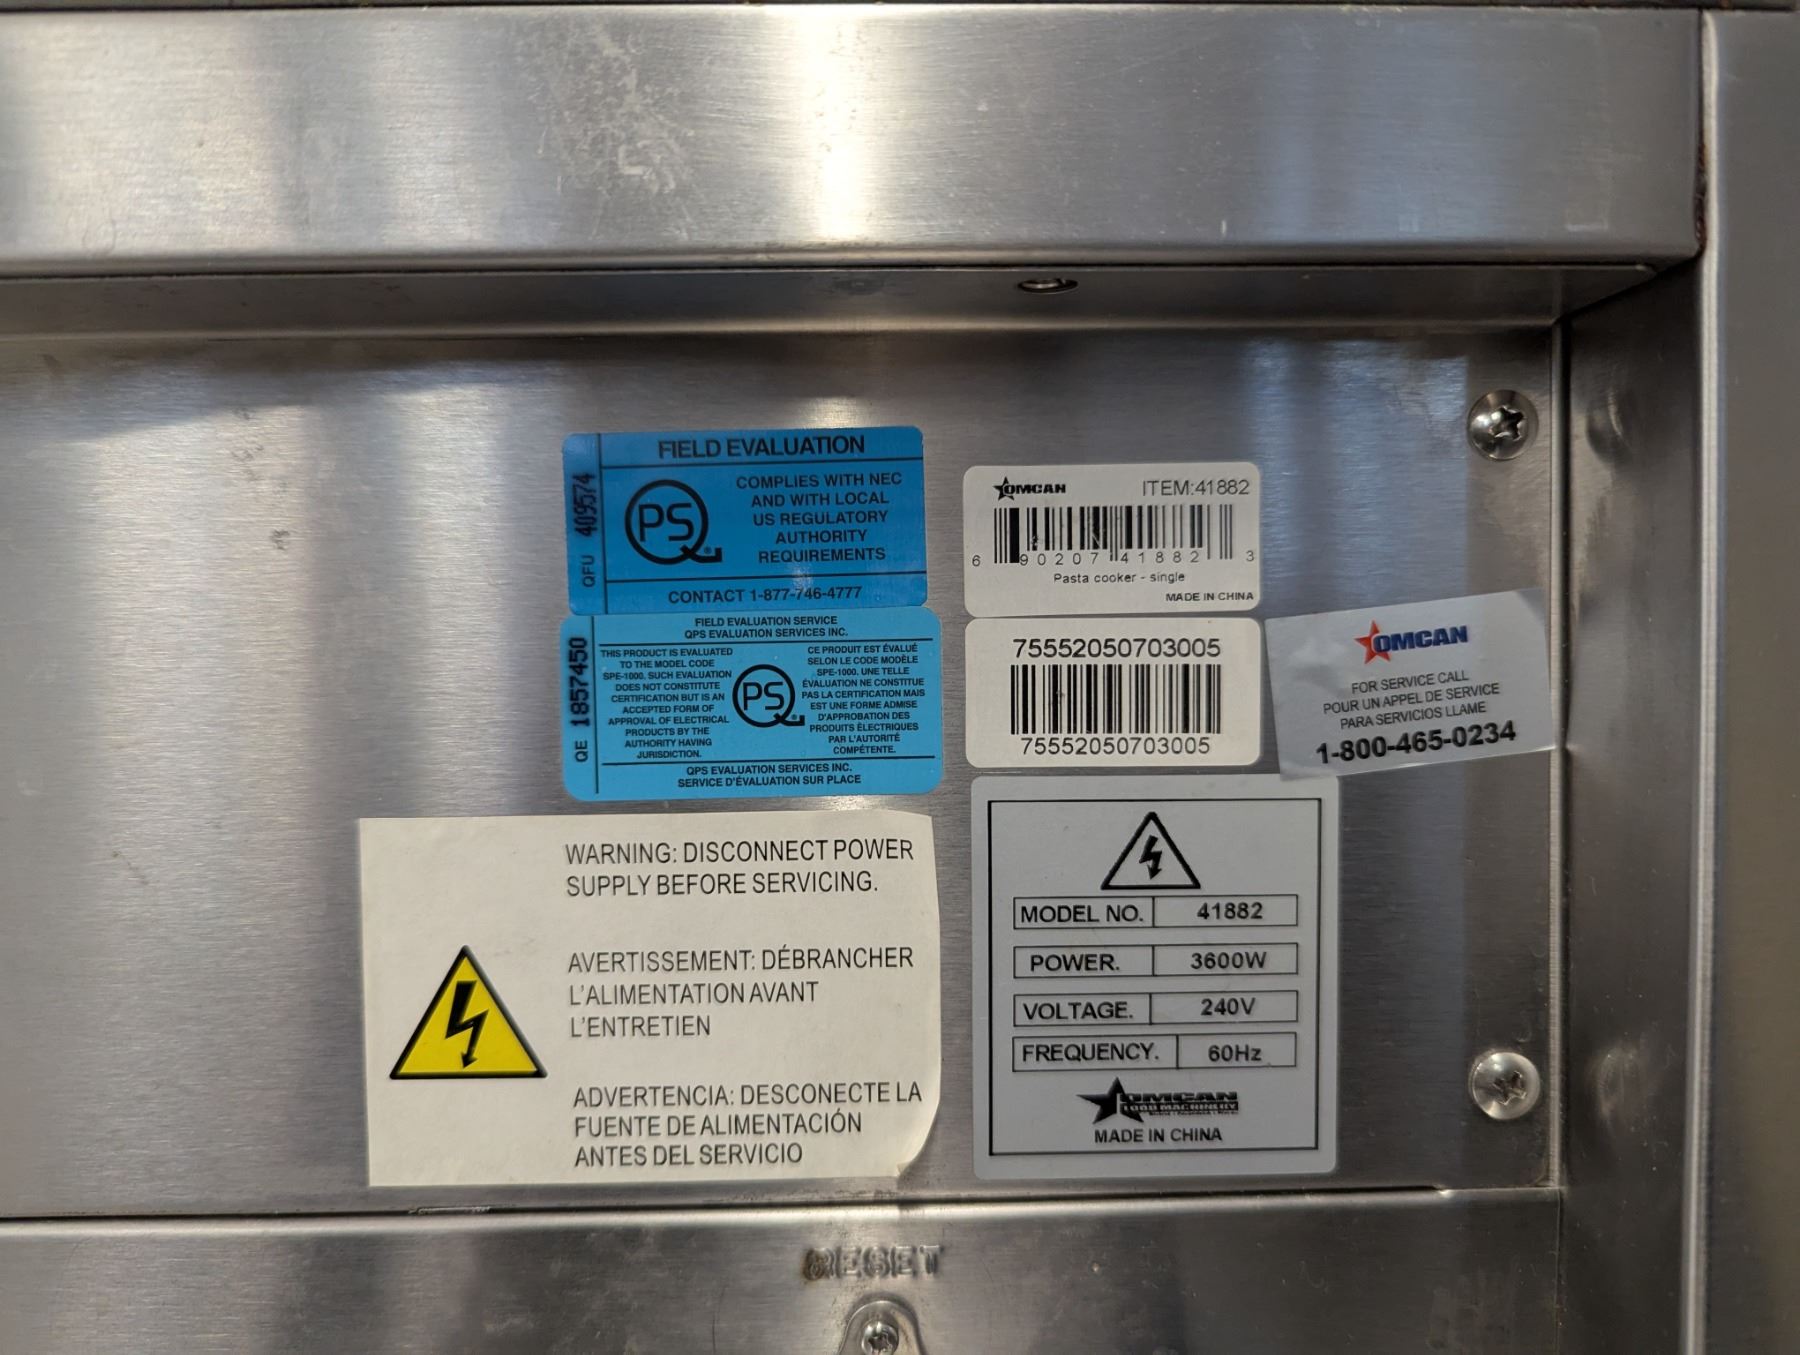 FIELD EVALUATION
QFU 409574
PSQ
COMPLIES WITH NEC
AND WITH LOCAL
US REGULATORY
AUTHORITY
REQUIREMENTS
CONTACT 1-877-746-4777
QE 1857450
FIELD EVALUATION SERVICE
QPS EVALUATION SERVICES INC.
THIS PRODUCT IS EVALUATED
TO THE MODEL CODE
SPE-1000. SUCH EVALUATION
DOES NOT CONSTITUTE
CERTIFICATION BUT IS AN
ACCEPTED FORM OF
APPROVAL OF ELECTRICAL
PRODUCTS BY THE
AUTHORITY HAVING
JURISDICTION.
PSQ
CE PRODUIT EST ÉVALUÉ
SELON LE CODE MODÈLE
SPE-1000. UNE TELLE
ÉVALUATION NE CONSTITUE
PAS LA CERTIFICATION MAIS
EST UNE FORME ADMISE
D'APPROBATION DES
PRODUITS ÉLECTRIQUES
PAR L'AUTORITÉ
COMPÉTENTE.
QPS EVALUATION SERVICES INC.
SERVICE D'ÉVALUATION SUR PLACE
OMCAN ITEM:41882
6 90207 41882 3
Pasta cooker - single
MADE IN CHINA
75552050703005
75552050703005
OMCAN
FOR SERVICE CALL
POUR UN APPEL DE SERVICE
PARA SERVICIOS LLAME
1-800-465-0234
WARNING: DISCONNECT POWER
SUPPLY BEFORE SERVICING.
AVERTISSEMENT: DÉBRANCHER
L'ALIMENTATION AVANT
L'ENTRETIEN
ADVERTENCIA: DESCONECTE LA
FUENTE DE ALIMENTACIÓN
ANTES DEL SERVICIO
MODEL NO. 41882
POWER. 3600W
VOLTAGE. 240V
FREQUENCY. 60Hz
OMCAN
FOOD MACHINERY
MADE IN CHINA
RESET